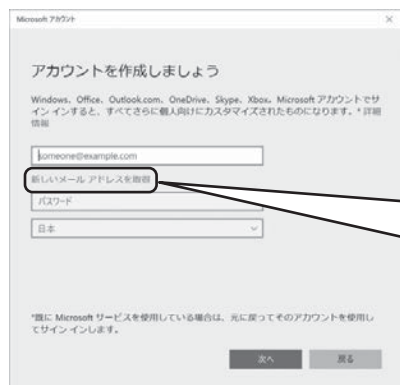 Microsoft アカウント
アカウントを作成しましょう
Windows、Office、Outlook.com、OneDrive、Skype、Xbox。Microsoft アカウントでサ
イン インすると、すべてさらに個人向けにカスタマイズされたものになります。* 詳細
情報
someone@example.com
新しいメール アドレスを取得
パスワード
日本
*既に Microsoft サービスを使用している場合は、元に戻ってそのアカウントを使用し
てサイン インします。
次へ
戻る